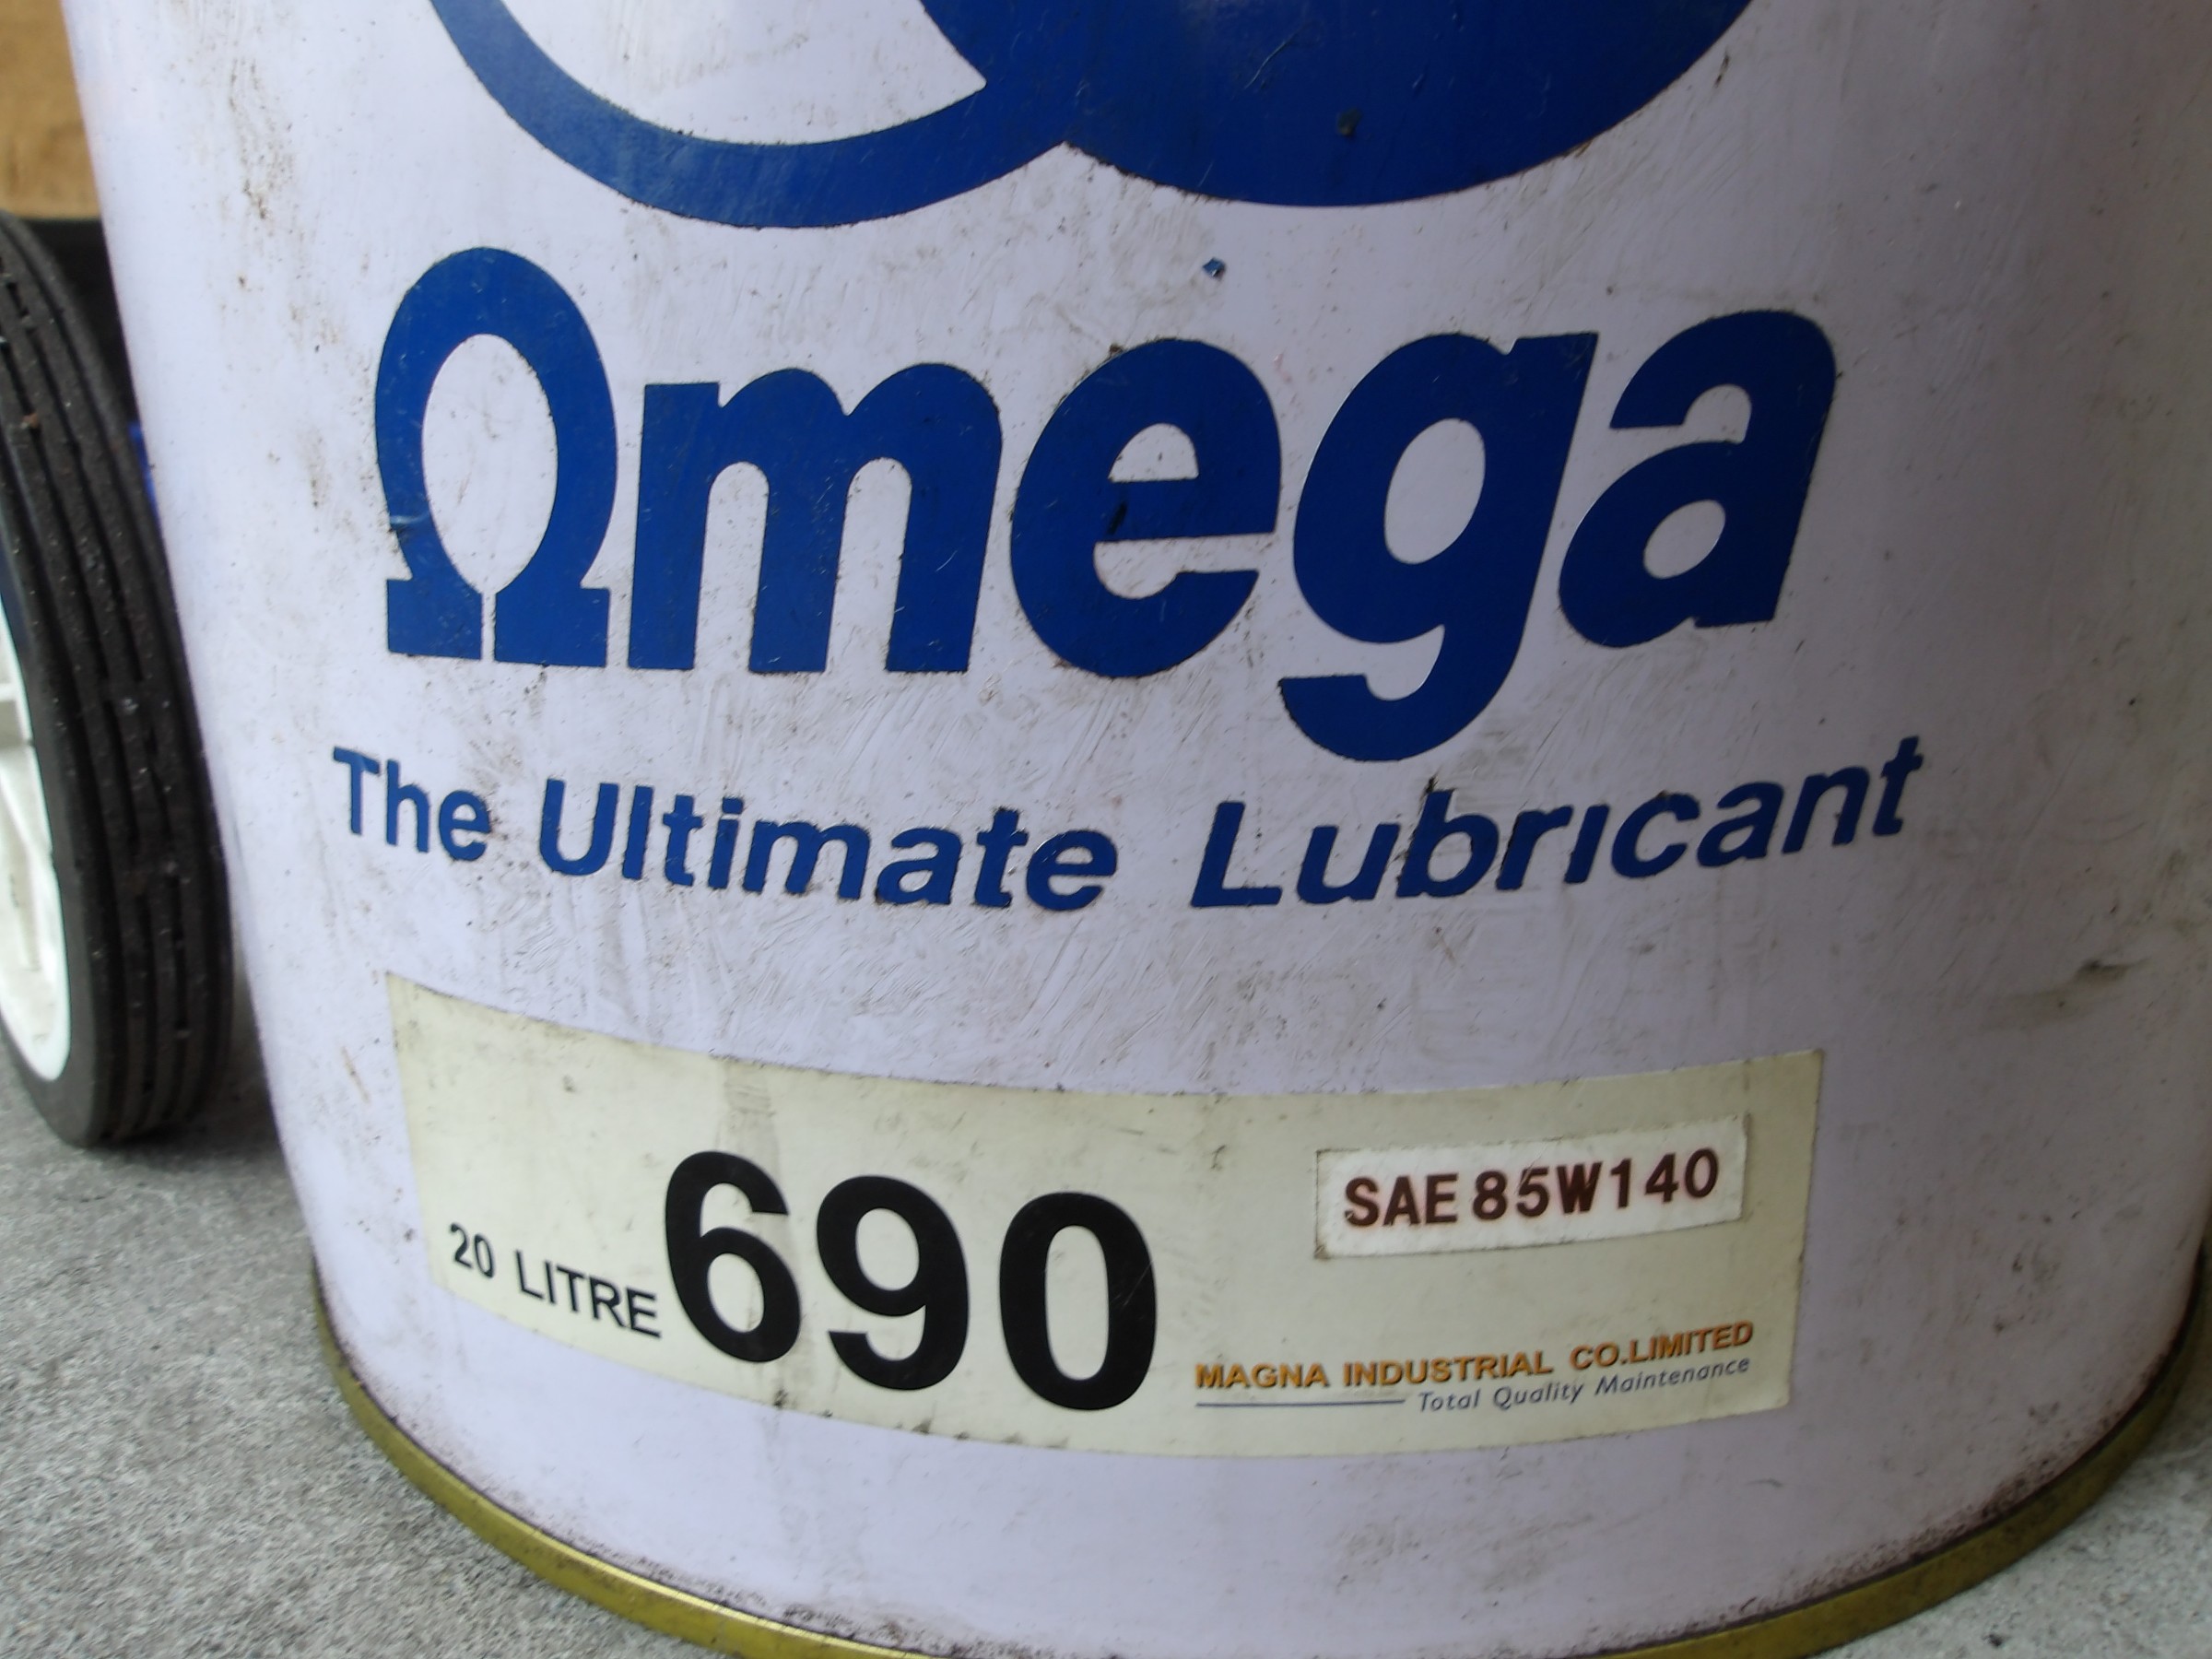 Ωmega
The Ultimate Lubricant
20 LITRE 690
SAE 85W140
MAGNA INDUSTRIAL CO.LIMITED
Total Quality Maintenance